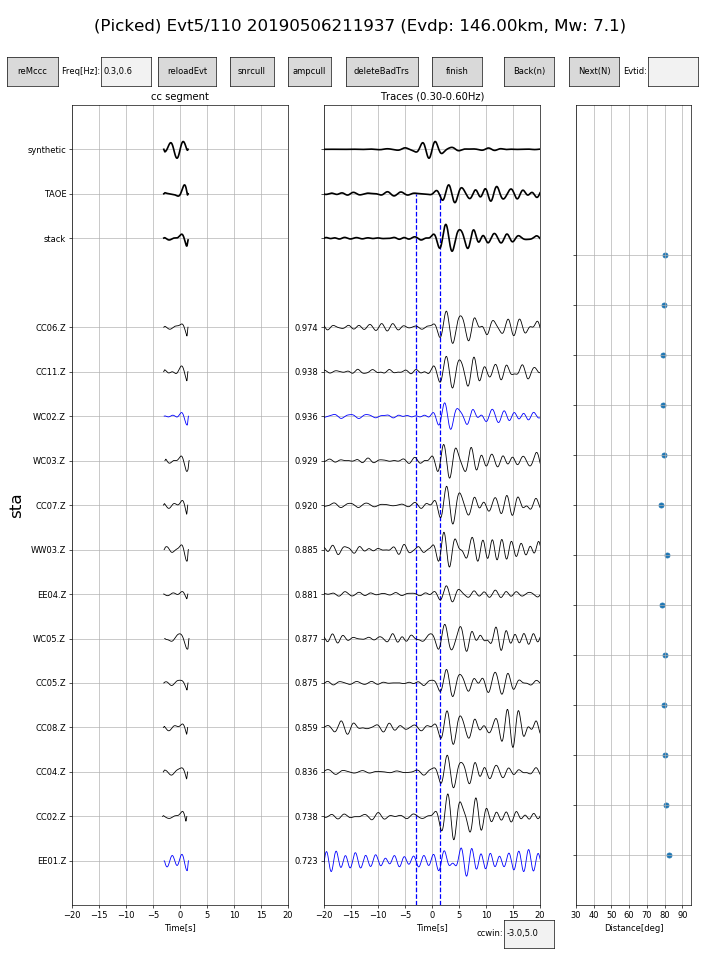 (Picked) Evt5/110 20190506211937 (Evdp: 146.00km, Mw: 7.1)
reMccc Freq[Hz]: 0.3,0.6 reloadEvt snrcull ampcull deleteBadTrs finish Back(n) Next(N) Evtid:
cc segment Traces (0.30-0.60Hz)
synthetic
TAOE
stack
CC06.Z 0.974
CC11.Z 0.938
WC02.Z 0.936
WC03.Z 0.929
CC07.Z 0.920
WW03.Z 0.885
EE04.Z 0.881
WC05.Z 0.877
CC05.Z 0.875
CC08.Z 0.859
CC04.Z 0.836
CC02.Z 0.738
EE01.Z 0.723
sta
−20 −15 −10 −5 0 5 10 15 20 −20 −15 −10 −5 0 5 10 15 20 30 40 50 60 70 80 90
Time[s] Time[s] Distance[deg]
ccwin: -3.0,5.0